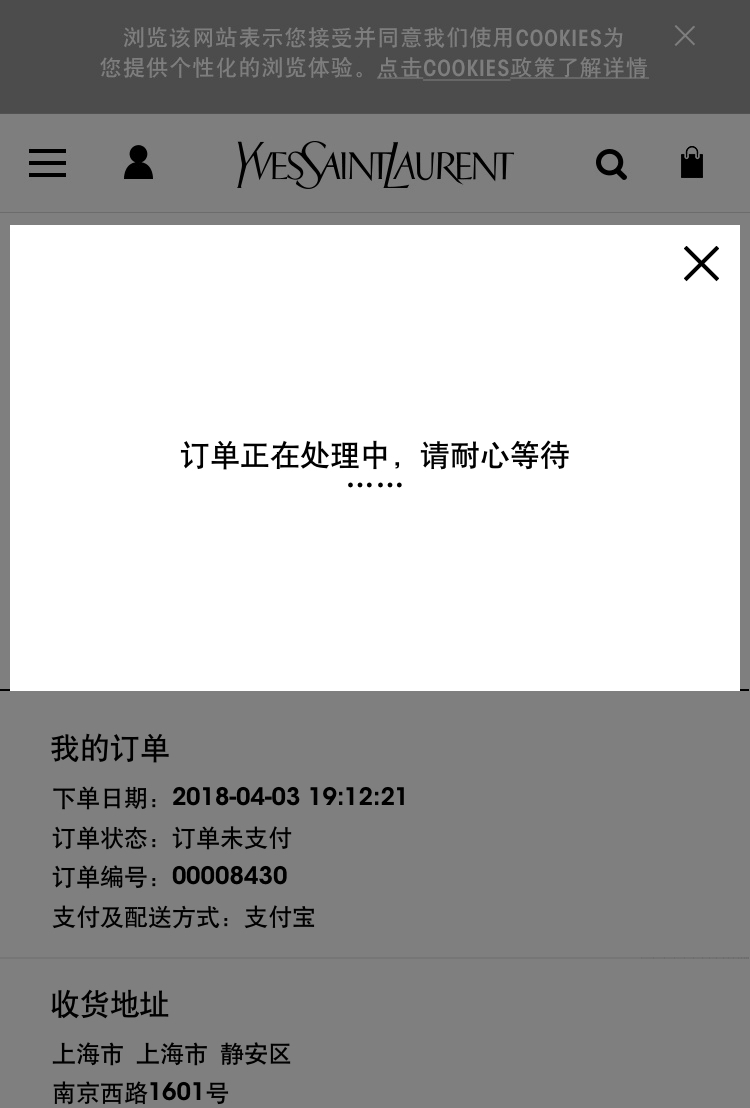 浏览该网站表示您接受并同意我们使用COOKIES为
您提供个性化的浏览体验。点击COOKIES政策了解详情
YVESSAINTLAURENT
订单正在处理中，请耐心等待
……
我的订单
下单日期：2018-04-03 19:12:21
订单状态：订单未支付
订单编号：00008430
支付及配送方式：支付宝
收货地址
上海市 上海市 静安区
南京西路1601号